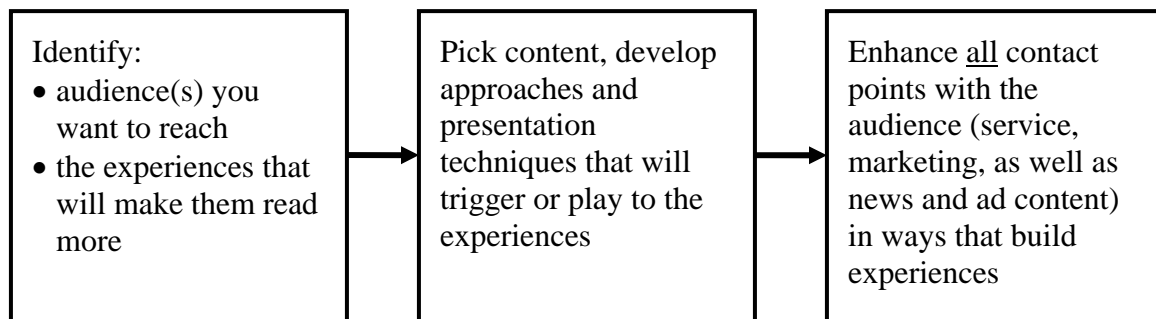 Identify:
• audience(s) you
want to reach
• the experiences that
will make them read
more
Pick content, develop
approaches and
presentation
techniques that will
trigger or play to the
experiences
Enhance all contact
points with the
audience (service,
marketing, as well as
news and ad content)
in ways that build
experiences